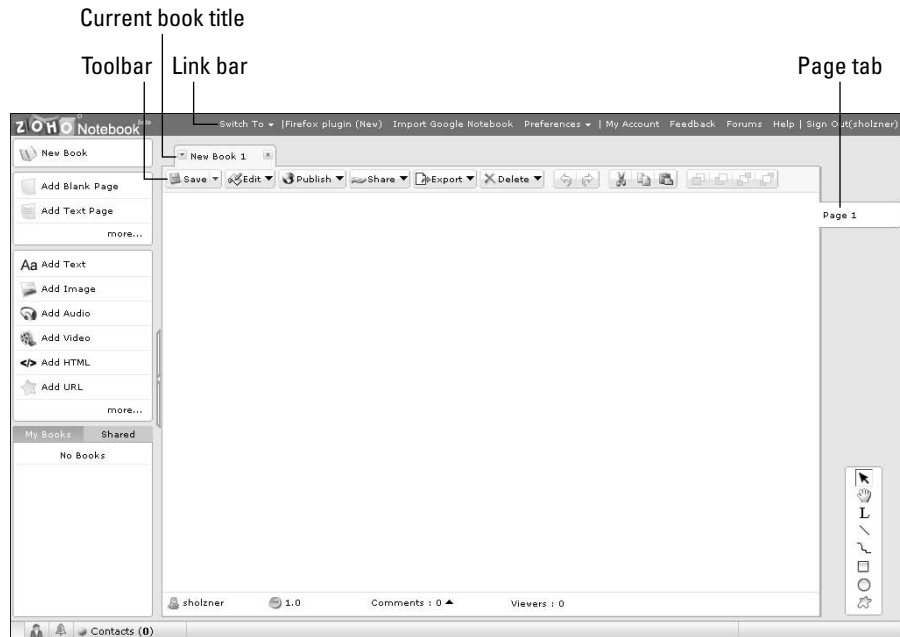 Current book title
Toolbar
Link bar
Page tab
ZOHO Notebook
Switch To | Firefox plugin (New) Import Google Notebook Preferences | My Account Feedback Forums Help | Sign Out(sholzner)
New Book
New Book 1
Save Edit Publish Share Export Delete
Add Blank Page
Add Text Page
more...
Page 1
Aa Add Text
Add Image
Add Audio
Add Video
</> Add HTML
Add URL
more...
My Books Shared
No Books
L
sholzner 1.0 Comments : 0 Viewers : 0
Contacts (0)